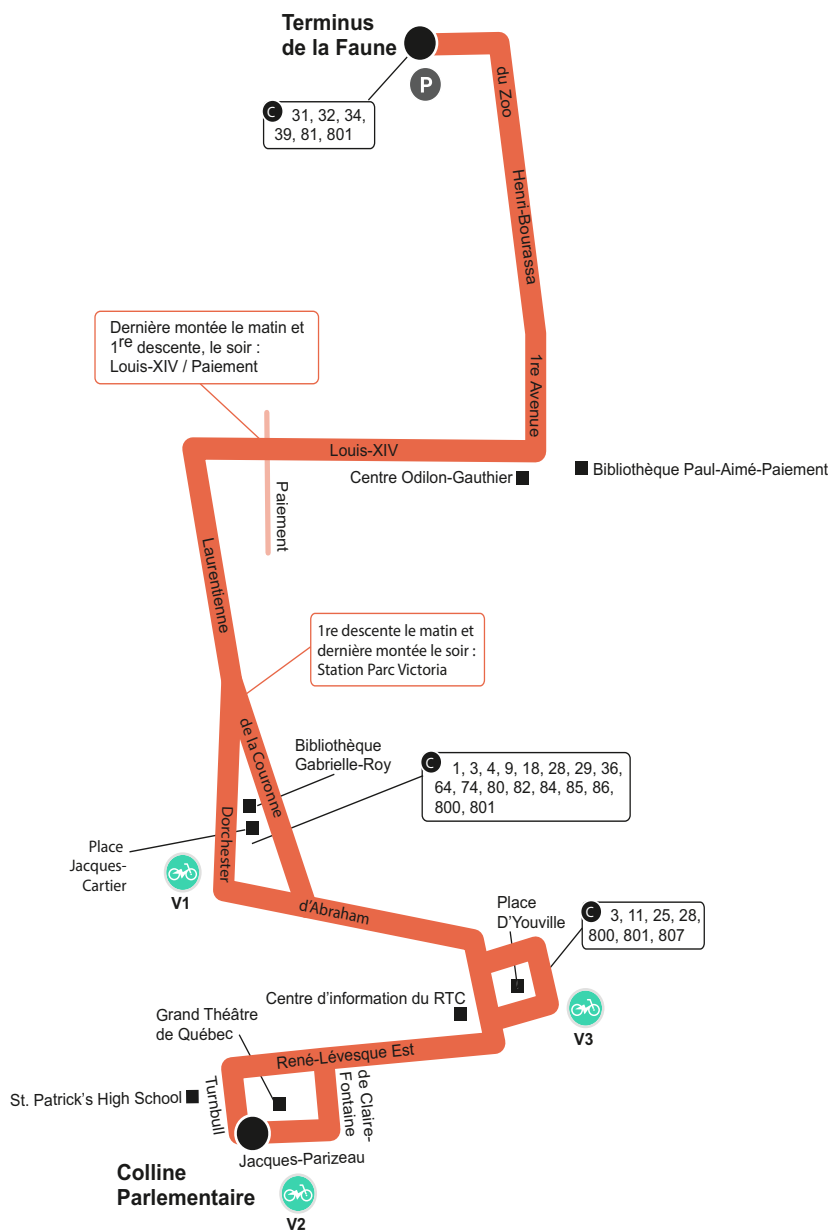 Terminus
de la Faune
P
C 31, 32, 34,
39, 81, 801
du Zoo
Henri-Bourassa
1re Avenue
Dernière montée le matin et
1re descente, le soir :
Louis-XIV / Paiement
Louis-XIV
Centre Odilon-Gauthier
Bibliothèque Paul-Aimé-Paiement
Paiement
Laurentienne
1re descente le matin et
dernière montée le soir :
Station Parc Victoria
de la Couronne
Bibliothèque
Gabrielle-Roy
C 1, 3, 4, 9, 18, 28, 29, 36,
64, 74, 80, 82, 84, 85, 86,
800, 801
Dorchester
Place
Jacques-
Cartier
V1
d'Abraham
Place
D'Youville
C 3, 11, 25, 28,
800, 801, 807
Centre d'information du RTC
V3
Grand Théâtre
de Québec
René-Lévesque Est
St. Patrick's High School
Turnbull
de Claire-
Fontaine
Jacques-Parizeau
Colline
Parlementaire
V2